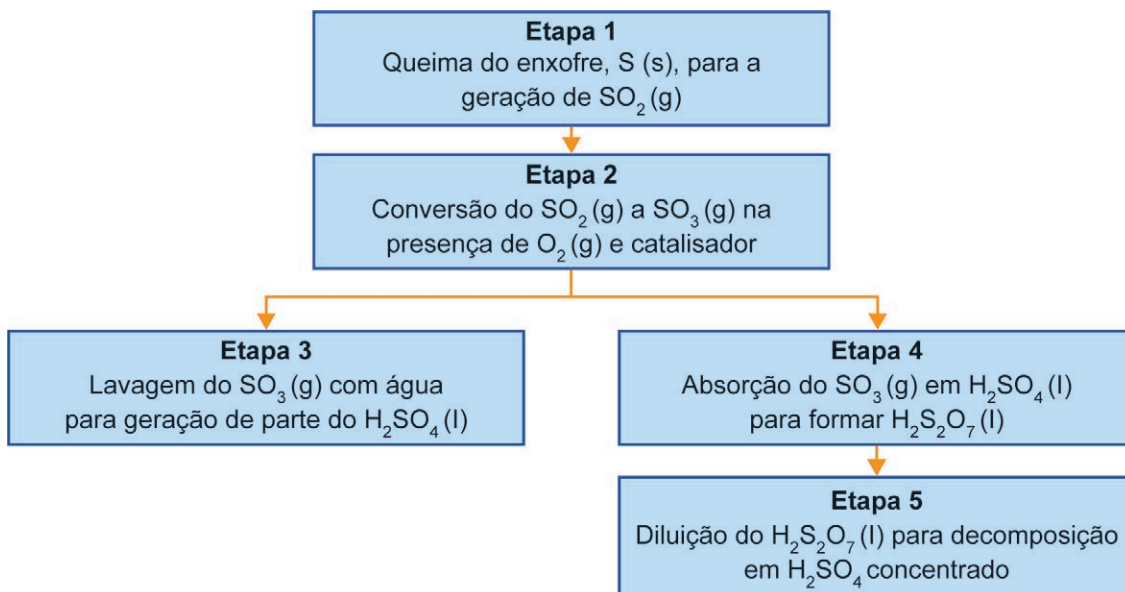 Etapa 1
Queima do enxofre, S (s), para a
geração de SO₂ (g)
Etapa 2
Conversão do SO₂ (g) a SO₃ (g) na
presença de O₂ (g) e catalisador
Etapa 3
Lavagem do SO₃ (g) com água
para geração de parte do H₂SO₄ (l)
Etapa 4
Absorção do SO₃ (g) em H₂SO₄ (l)
para formar H₂S₂O₇ (l)
Etapa 5
Diluição do H₂S₂O₇ (l) para decomposição
em H₂SO₄ concentrado